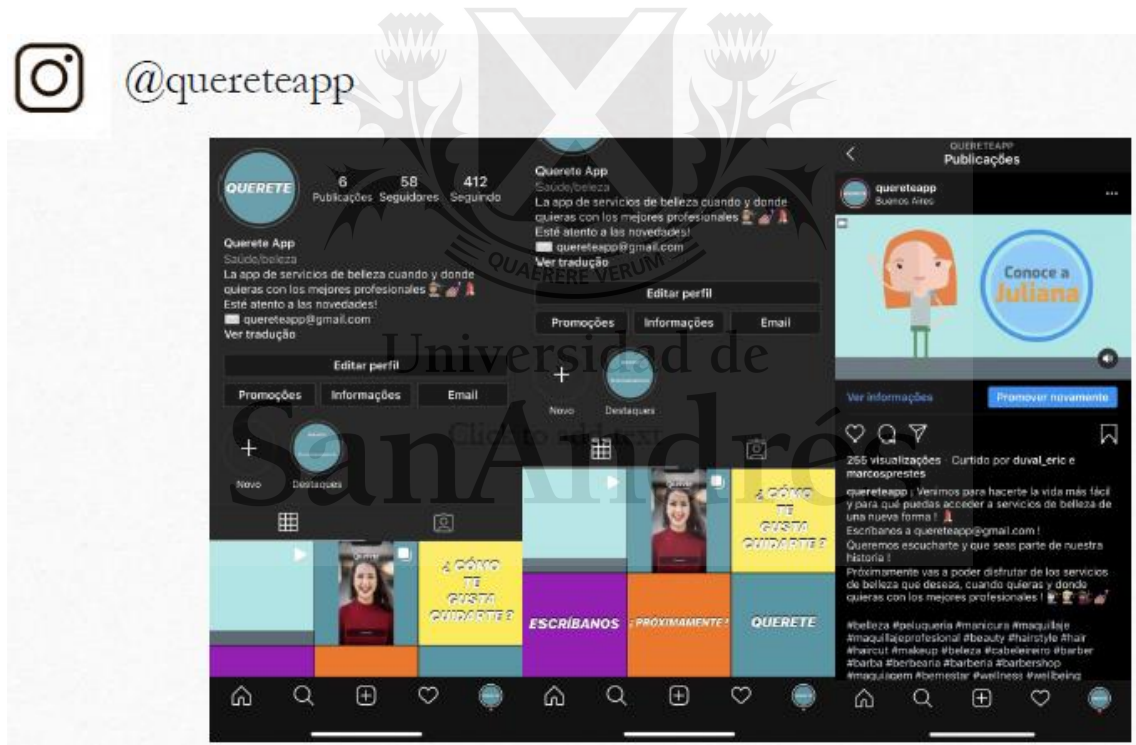 @quereteapp
QUERETE
6 58 412
Publicações Seguidores Seguindo
Querete App
Saúde/beleza
La app de servicios de belleza cuando y donde
quieras con los mejores profesionales
Esté atento a las novedades!
quereteapp@gmail.com
Ver tradução
Editar perfil
Promoções Informações Email
Novo Destaques
¿CÓMO
TE
GUSTA
CUIDARTE?
Querete App
Saúde/beleza
La app de servicios de belleza cuando y donde
quieras con los mejores profesionales
Esté atento a las novedades!
quereteapp@gmail.com
Ver tradução
Editar perfil
Promoções Informações Email
Novo Destaques
¿CÓMO
TE
GUSTA
CUIDARTE?
ESCRÍBANOS ¡PRÓXIMAMENTE! QUERETE
QUERETEAPP
Publicações
quereteapp
Buenos Aires
Conoce a
Juliana
Ver informações Promover novamente
255 visualizações · Curtido por duval_eric e
marcosprestes
quereteapp ¡ Venimos para hacerte la vida más fácil
y para qué puedas acceder a servicios de belleza de
una nueva forma !
Escríbanos a quereteapp@gmail.com !
Queremos escucharte y que seas parte de nuestra
historia !
Próximamente vas a poder disfrutar de los servicios
de belleza que deseas, cuando quieras y donde
quieras con los mejores profesionales !
#belleza #peluqueria #manicura #maquillaje
#maquillajeprofesional #beauty #hairstyle #hair
#haircut #makeup #beleza #cabeleireiro #barber
#barba #berbearia #barberia #barbershop
#maquiagem #bemestar #wellness #wellbeing
QUAERERE VERUM
Universidad de
SanAndrés
Click to add text